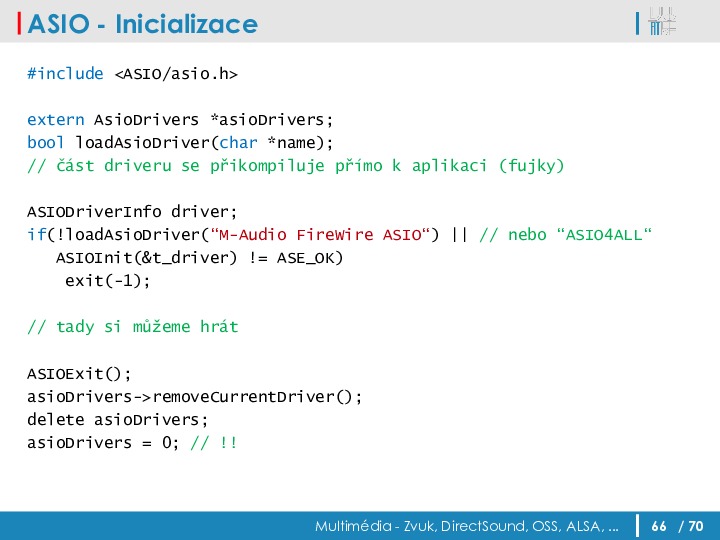 ASIO - Inicializace
#include <ASIO/asio.h>
extern AsioDrivers *asioDrivers;
bool loadAsioDriver(char *name);
// část driveru se přikompiluje přímo k aplikaci (fujky)
ASIODriverInfo driver;
if(!loadAsioDriver(“M-Audio FireWire ASIO“) || // nebo “ASIO4ALL“
ASIOInit(&t_driver) != ASE_OK)
exit(-1);
// tady si můžeme hrát
ASIOExit();
asioDrivers->removeCurrentDriver();
delete asioDrivers;
asioDrivers = 0; // !!
Multimédia - Zvuk, DirectSound, OSS, ALSA, ... 66 / 70